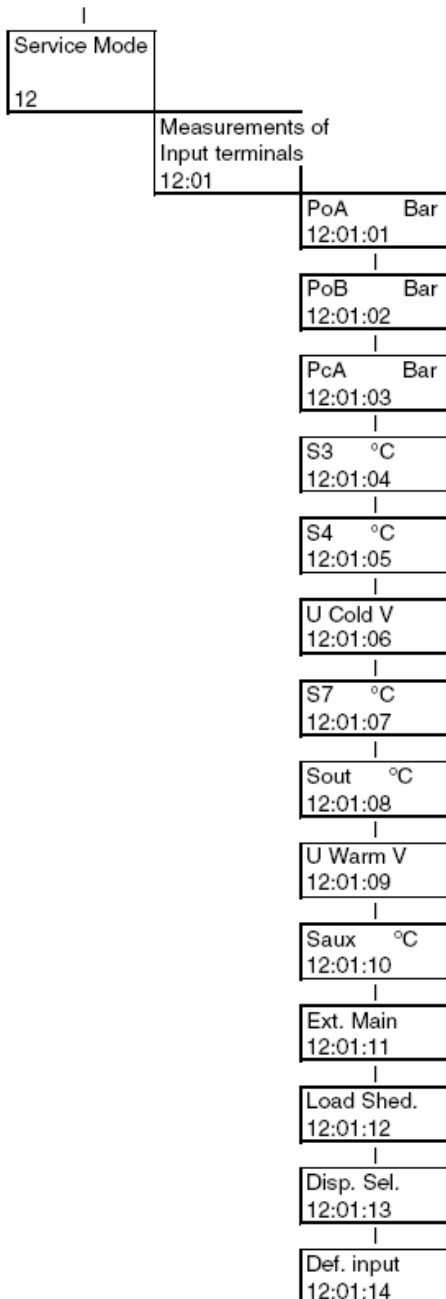 Service Mode
12
Measurements of
Input terminals
12:01
PoA Bar
12:01:01
PoB Bar
12:01:02
PcA Bar
12:01:03
S3 °C
12:01:04
S4 °C
12:01:05
U Cold V
12:01:06
S7 °C
12:01:07
Sout °C
12:01:08
U Warm V
12:01:09
Saux °C
12:01:10
Ext. Main
12:01:11
Load Shed.
12:01:12
Disp. Sel.
12:01:13
Def. input
12:01:14